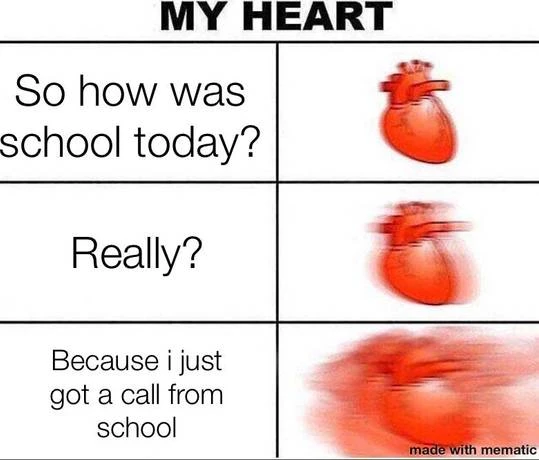 MY HEART
So how was
school today?
Really?
Because i just
got a call from
school
made with mematic